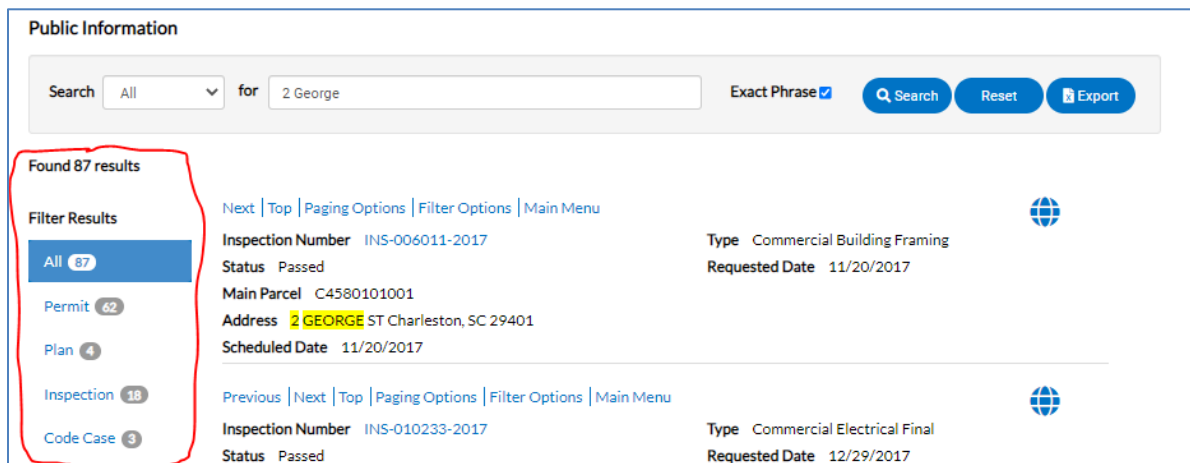 Public Information
Search All for 2 George Exact Phrase Search Reset Export
Found 87 results
Filter Results
All 87
Permit 62
Plan 4
Inspection 18
Code Case 3
Next | Top | Paging Options | Filter Options | Main Menu
Inspection Number INS-006011-2017 Type Commercial Building Framing
Status Passed Requested Date 11/20/2017
Main Parcel C4580101001
Address 2 GEORGE ST Charleston, SC 29401
Scheduled Date 11/20/2017
Previous | Next | Top | Paging Options | Filter Options | Main Menu
Inspection Number INS-010233-2017 Type Commercial Electrical Final
Status Passed Requested Date 12/29/2017